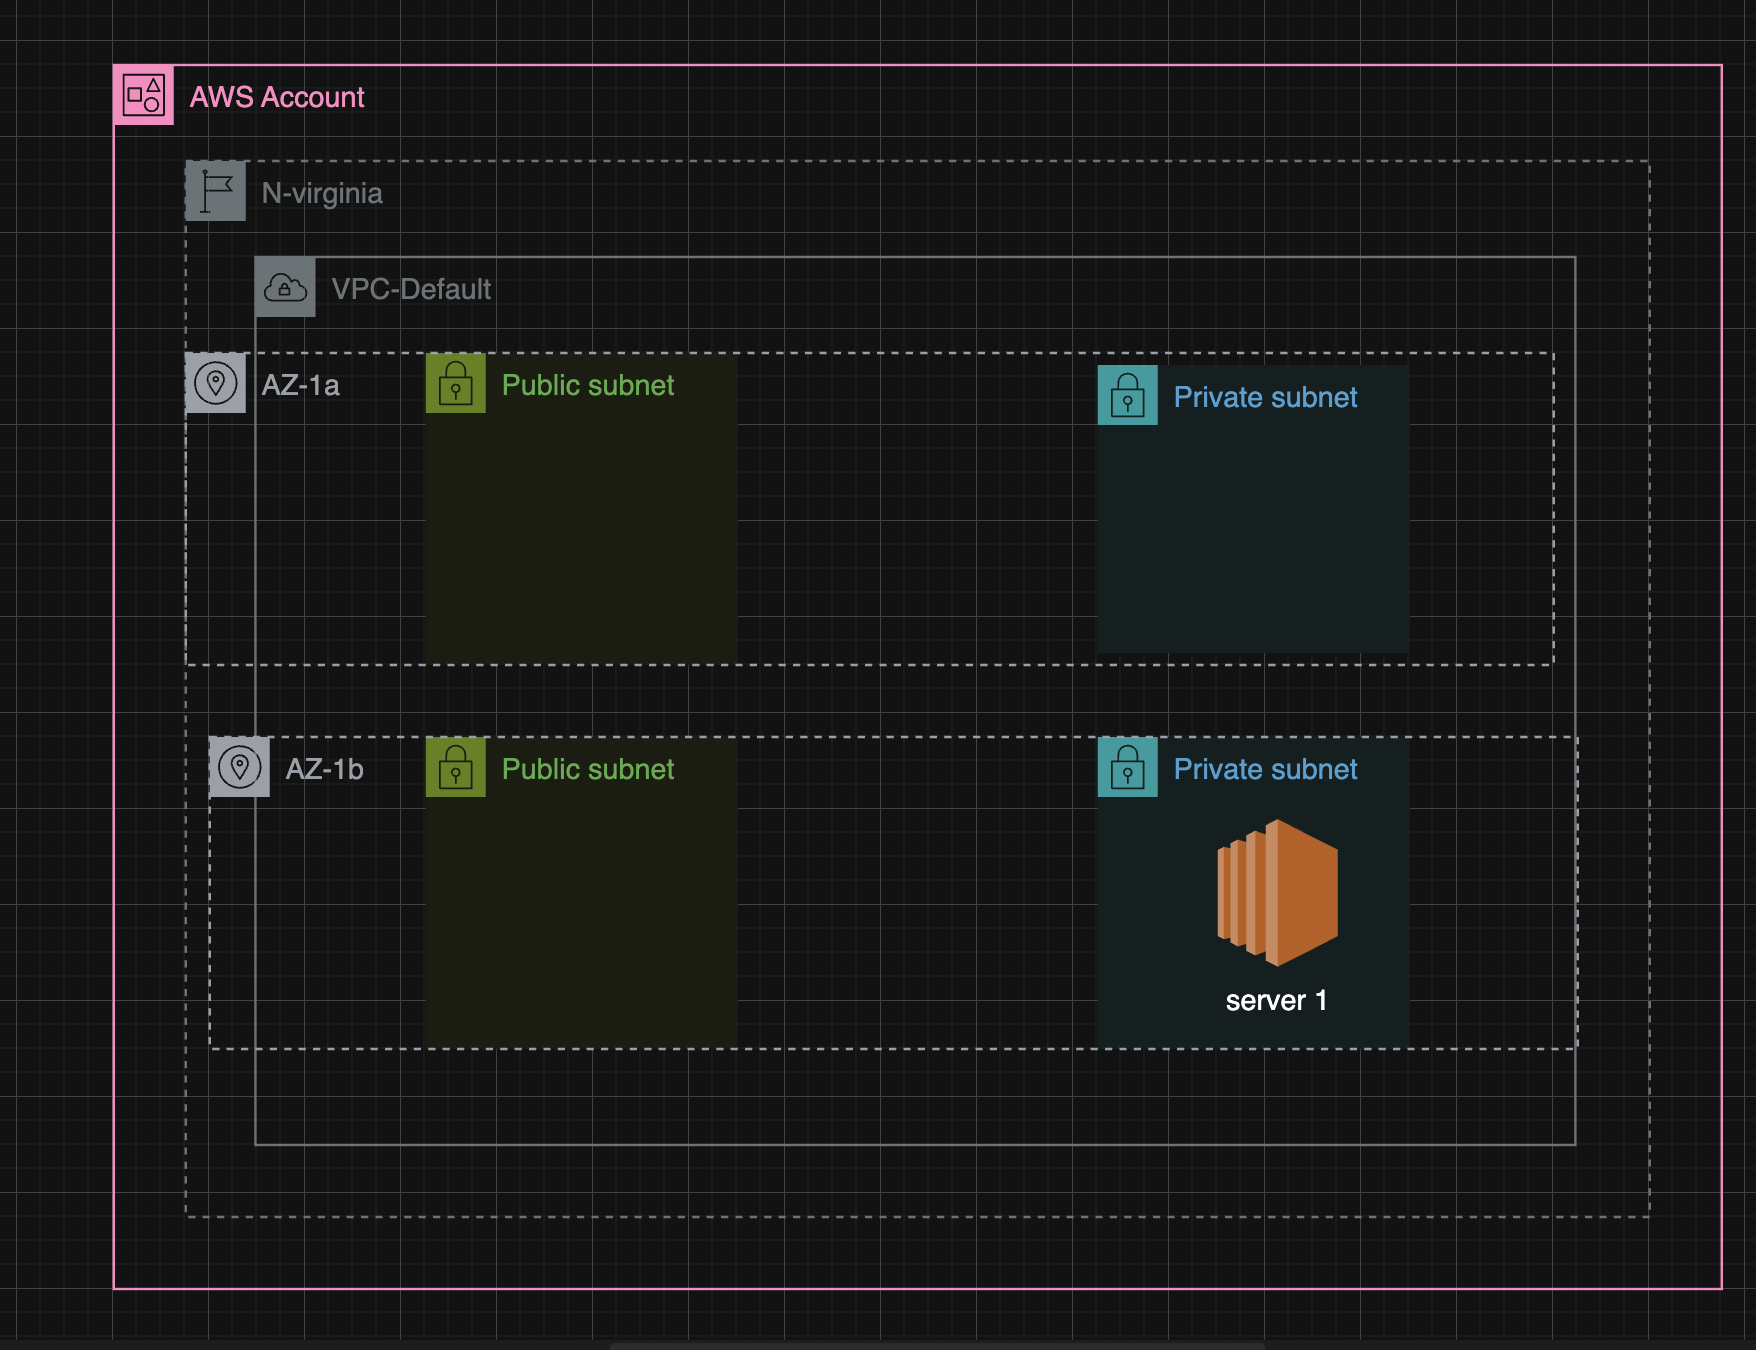 AWS Account
N-virginia
VPC-Default
AZ-1a
Public subnet
Private subnet
AZ-1b
Public subnet
Private subnet
server 1